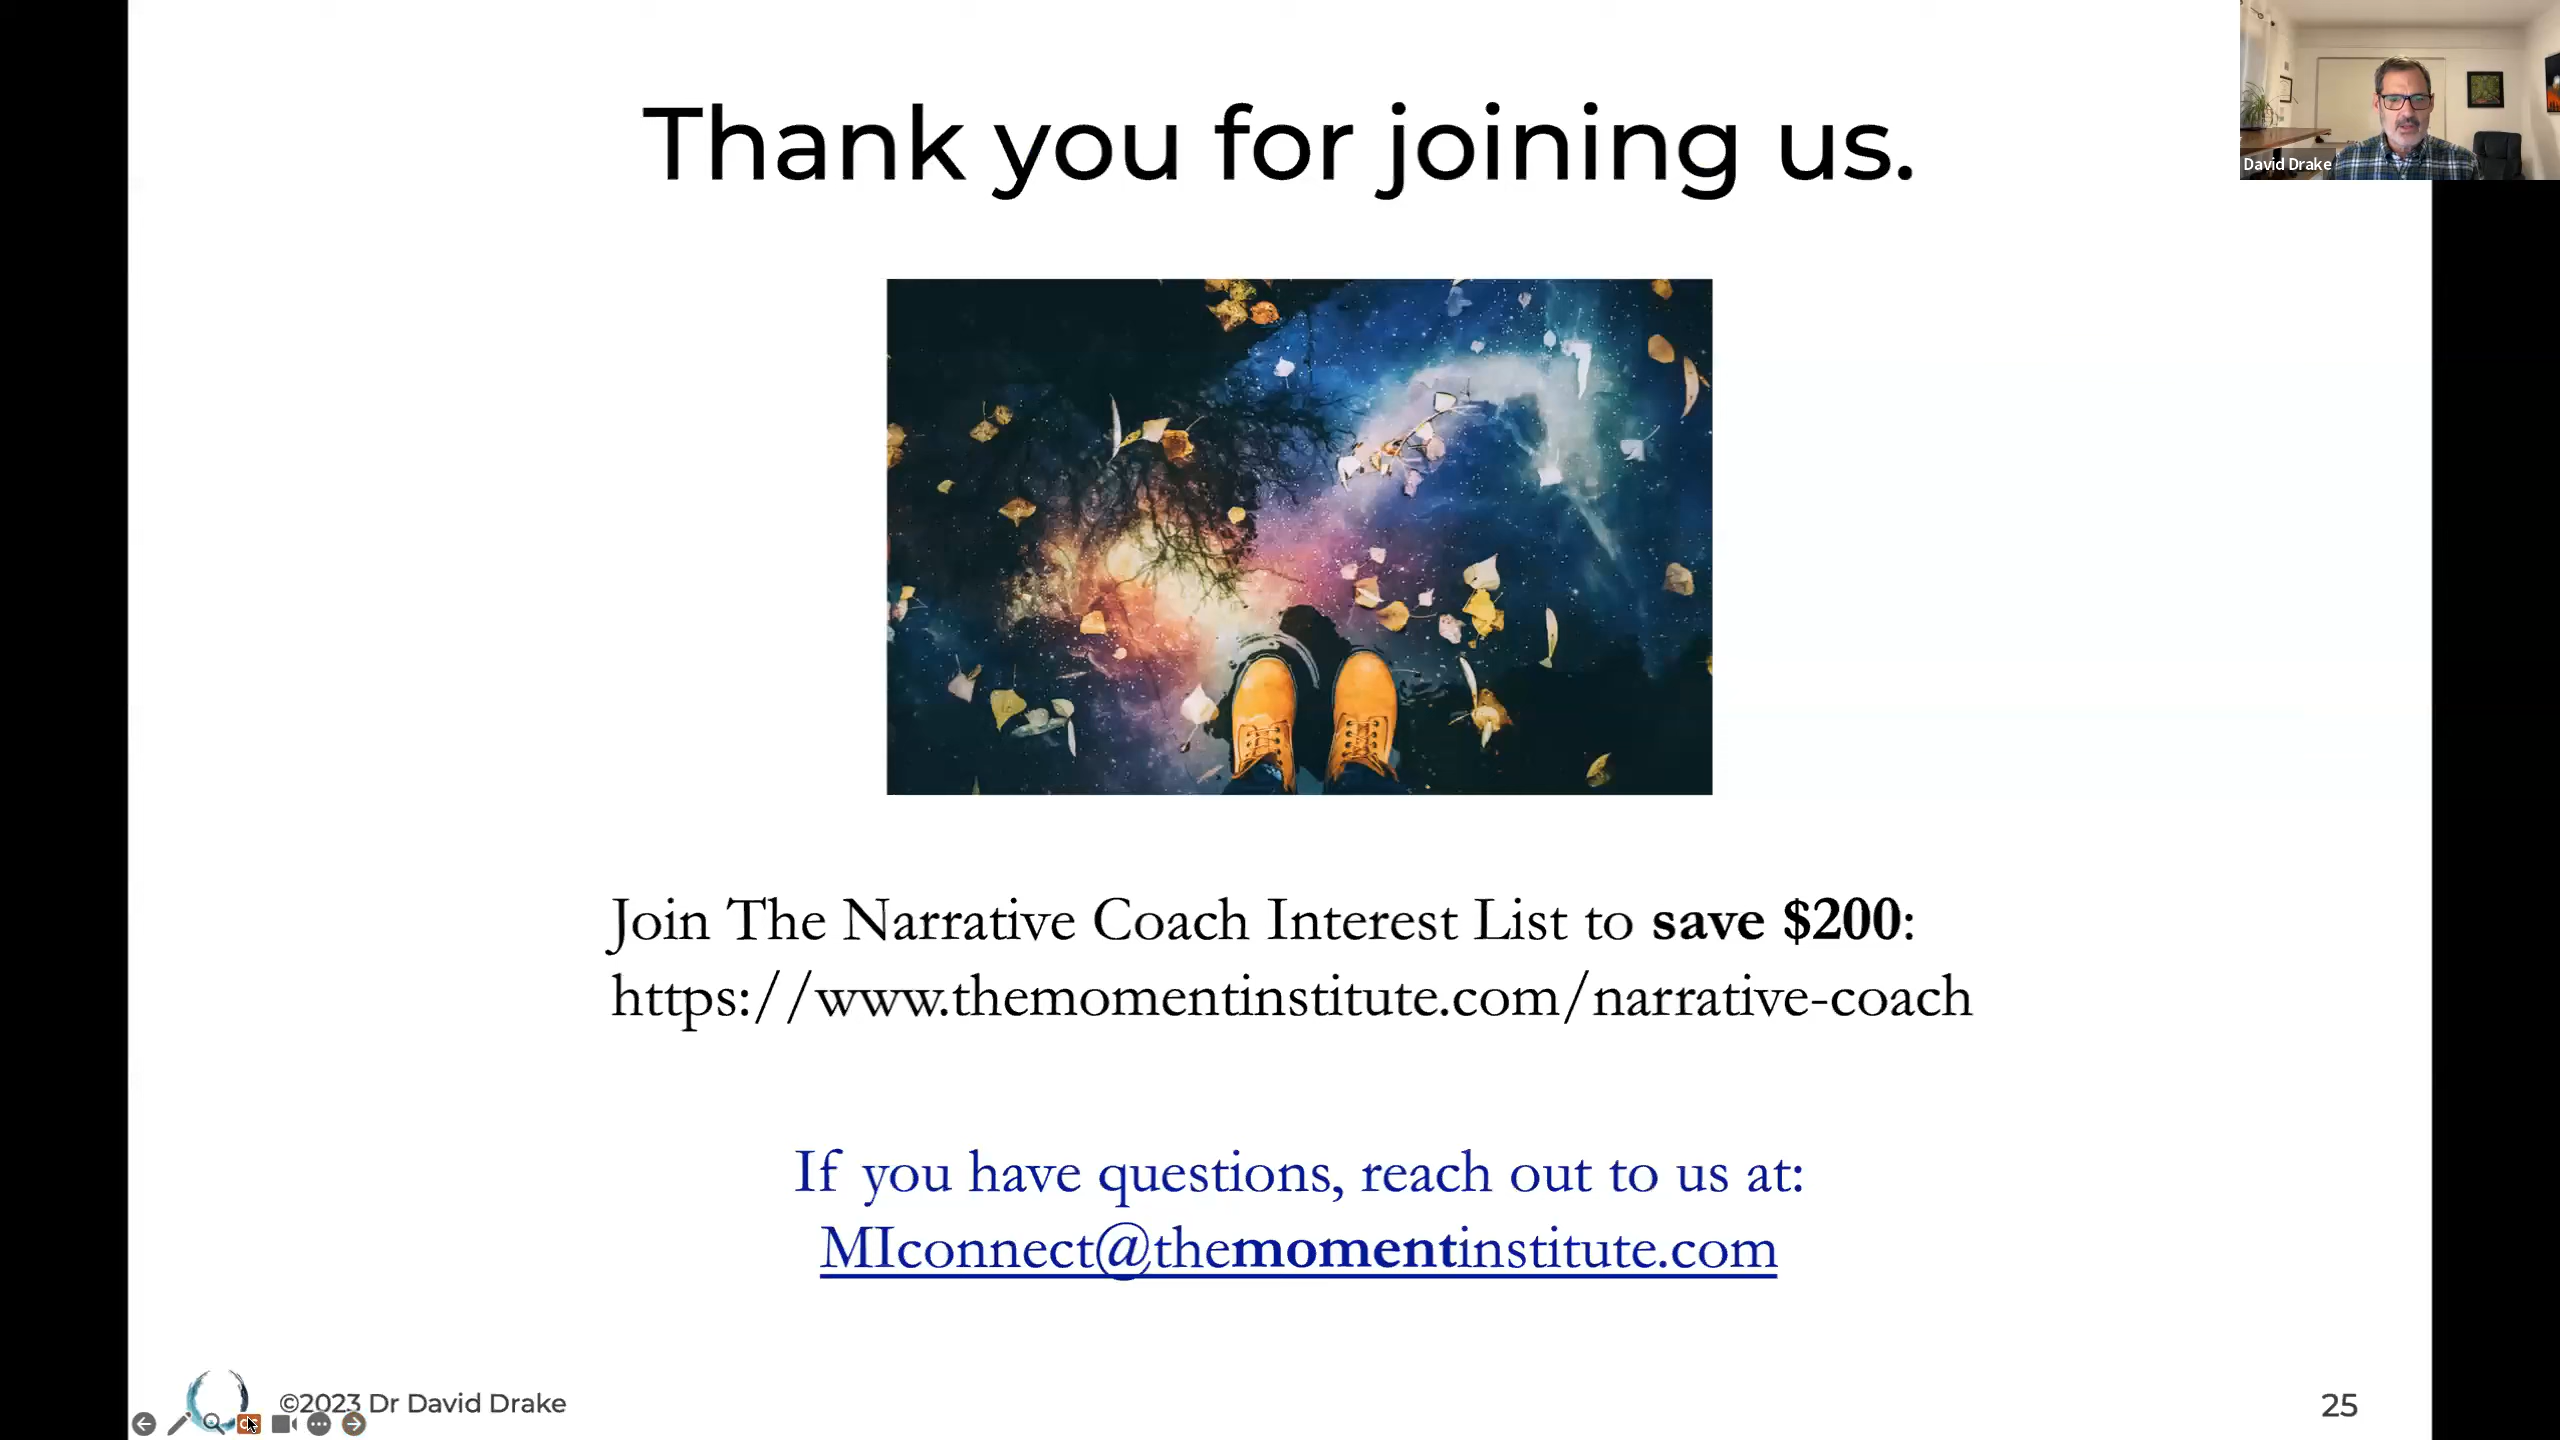 Thank you for joining us.
David Drake
Join The Narrative Coach Interest List to save $200:
https://www.themomentinstitute.com/narrative-coach
If you have questions, reach out to us at:
MIconnect@themomentinstitute.com
©2023 Dr David Drake
25